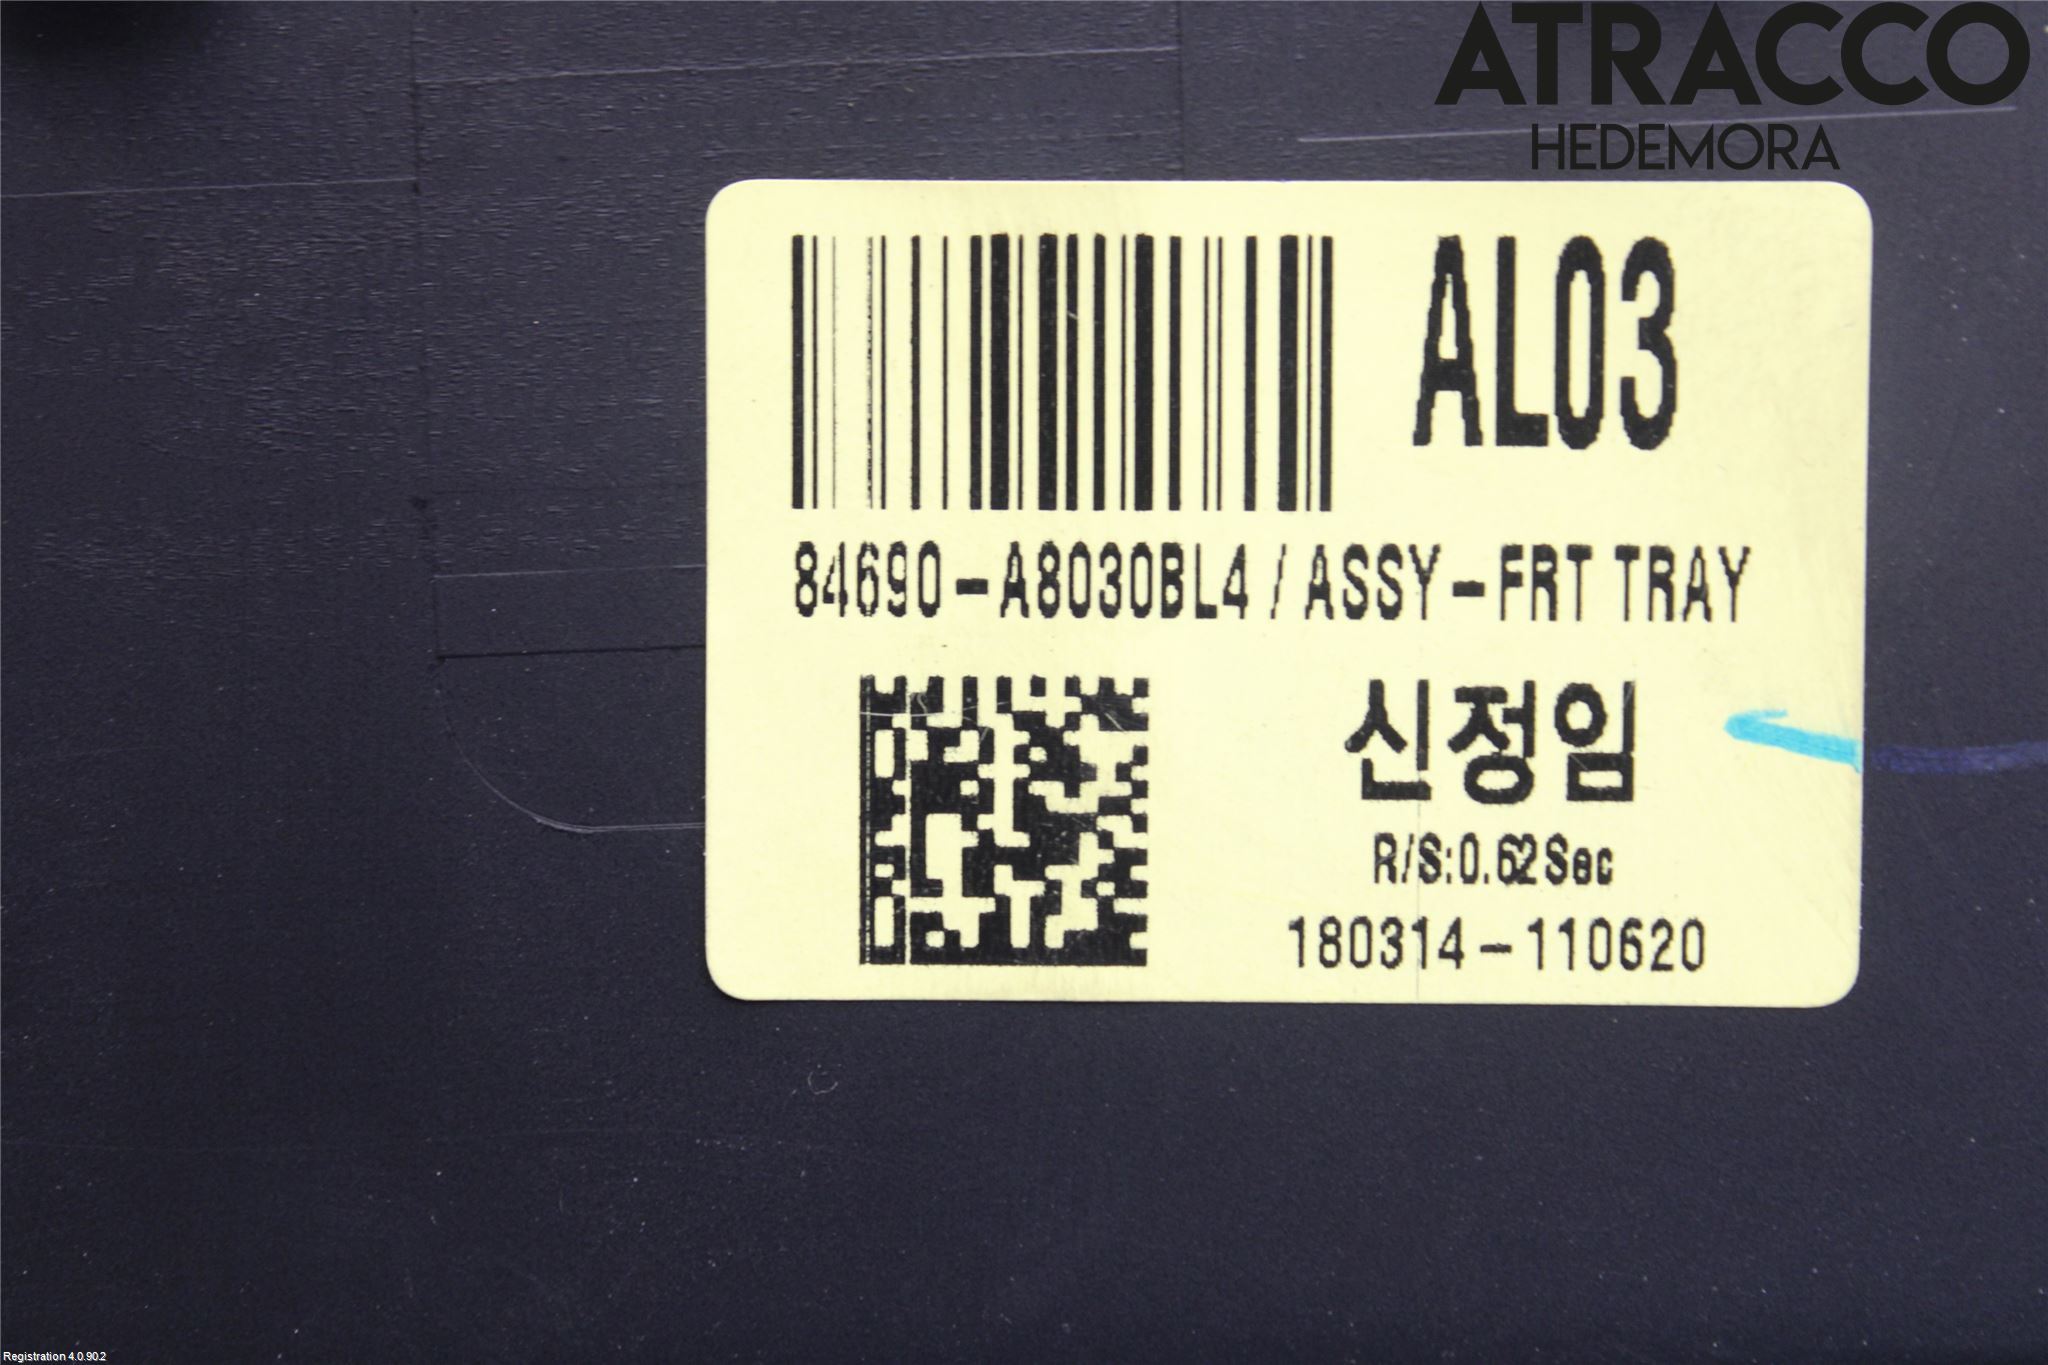 ATRACCO
HEDEMORA
AL03
84690-A8030BL4 / ASSY-FRT TRAY
신정임
R/S:0.62Sec
180314-110620
Registration 4.0.90.2